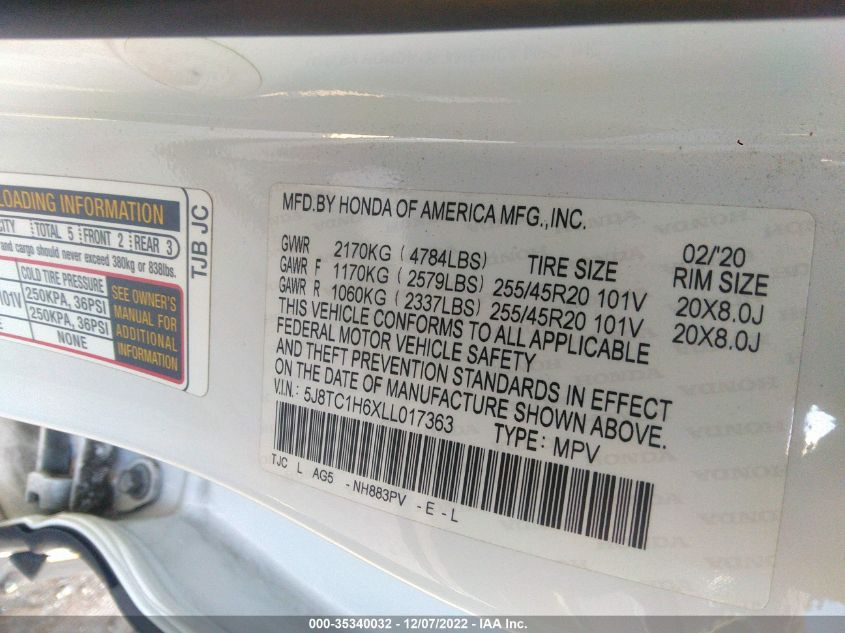 LOADING INFORMATION
CITY TOTAL 5 FRONT 2 REAR 3
and cargo should never exceed 380kg or 838lbs.
COLD TIRE PRESSURE
101V 250KPA, 36PSI
250KPA, 36PSI
NONE
SEE OWNER'S
MANUAL FOR
ADDITIONAL
INFORMATION
TJB JC
MFD.BY HONDA OF AMERICA MFG.,INC.
02/'20
GVWR 2170KG (4784LBS) TIRE SIZE RIM SIZE
GAWR F 1170KG (2579LBS) 255/45R20 101V 20X8.0J
GAWR R 1060KG (2337LBS) 255/45R20 101V 20X8.0J
THIS VEHICLE CONFORMS TO ALL APPLICABLE
FEDERAL MOTOR VEHICLE SAFETY
AND THEFT PREVENTION STANDARDS IN EFFECT
ON THE DATE OF MANUFACTURE SHOWN ABOVE.
V.I.N.: 5J8TC1H6XLL017363 TYPE: MPV
TJC L AG5 -NH883PV -E-L
000-35340032 - 12/07/2022 - IAA Inc.